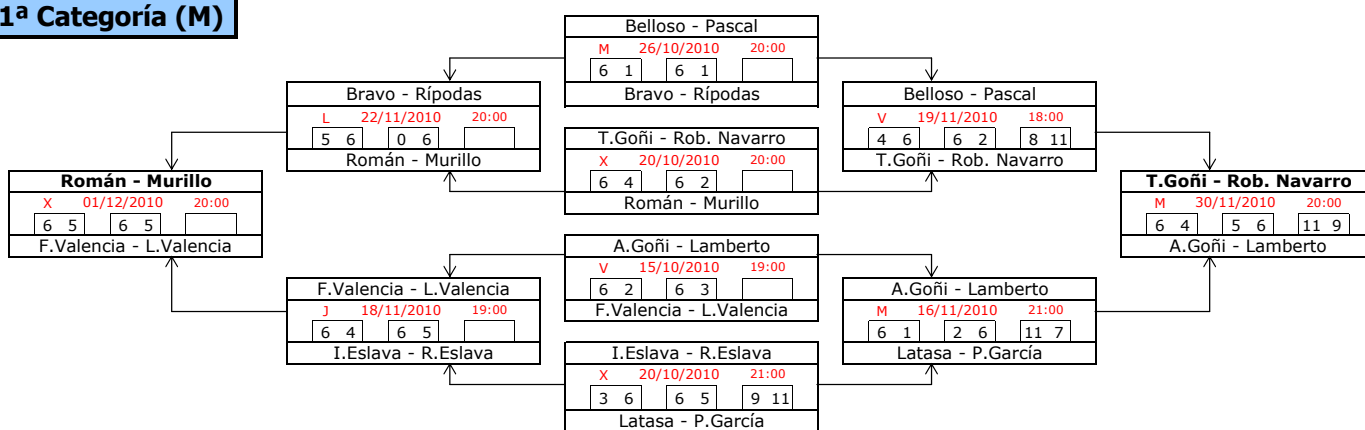 1ª Categoría (M)
Belloso - Pascal
M 26/10/2010 20:00
6 1 6 1
Bravo - Rípodas
Bravo - Rípodas
L 22/11/2010 20:00
5 6 0 6
Román - Murillo
Belloso - Pascal
V 19/11/2010 18:00
4 6 6 2 8 11
T.Goñi - Rob. Navarro
T.Goñi - Rob. Navarro
X 20/10/2010 20:00
6 4 6 2
Román - Murillo
Román - Murillo
X 01/12/2010 20:00
6 5 6 5
F.Valencia - L.Valencia
T.Goñi - Rob. Navarro
M 30/11/2010 20:00
6 4 5 6 11 9
A.Goñi - Lamberto
A.Goñi - Lamberto
V 15/10/2010 19:00
6 2 6 3
F.Valencia - L.Valencia
F.Valencia - L.Valencia
J 18/11/2010 19:00
6 4 6 5
I.Eslava - R.Eslava
A.Goñi - Lamberto
M 16/11/2010 21:00
6 1 2 6 11 7
Latasa - P.García
I.Eslava - R.Eslava
X 20/10/2010 21:00
3 6 6 5 9 11
Latasa - P.García